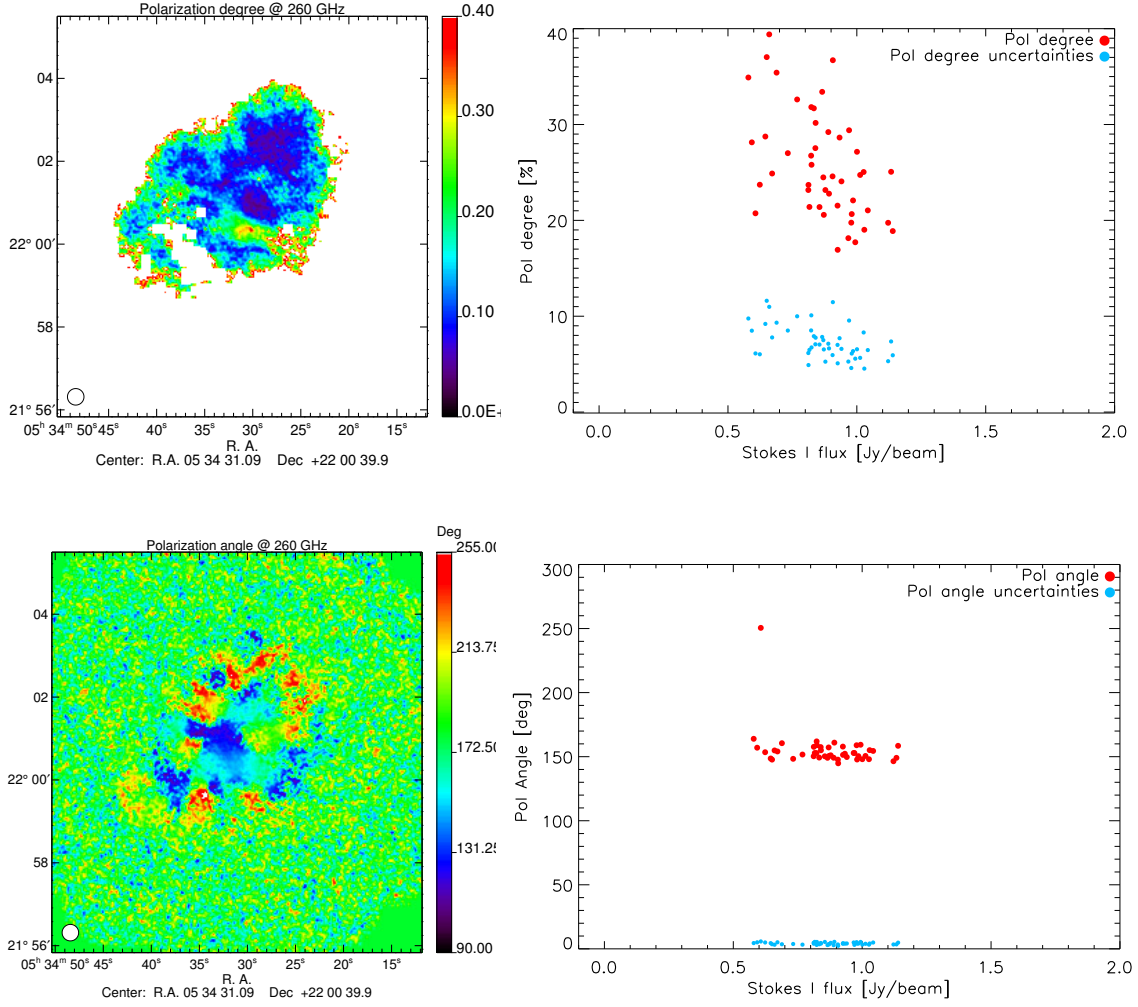 Polarization degree @ 260 GHz
0.40
04
02
22 00′
58
21° 56′
0.30
0.20
0.10
0.0E+
05ʰ 34ᵐ 50ˢ 45ˢ 40ˢ 35ˢ 30ˢ 25ˢ 20ˢ 15ˢ
R. A.
Center: R.A. 05 34 31.09 Dec +22 00 39.9
Pol degree
Pol degree uncertainties
40
30
20
10
0
Pol degree [%]
0.0 0.5 1.0 1.5 2.0
Stokes I flux [Jy/beam]
Deg
Polarization angle @ 260 GHz
255.00
04
02
22 00′
58
21° 56′
213.75
172.50
131.25
90.00
05ʰ 34ᵐ 50ˢ 45ˢ 40ˢ 35ˢ 30ˢ 25ˢ 20ˢ 15ˢ
R. A.
Center: R.A. 05 34 31.09 Dec +22 00 39.9
Pol angle
Pol angle uncertainties
300
250
200
150
100
50
0
Pol Angle [deg]
0.0 0.5 1.0 1.5 2.0
Stokes I flux [Jy/beam]